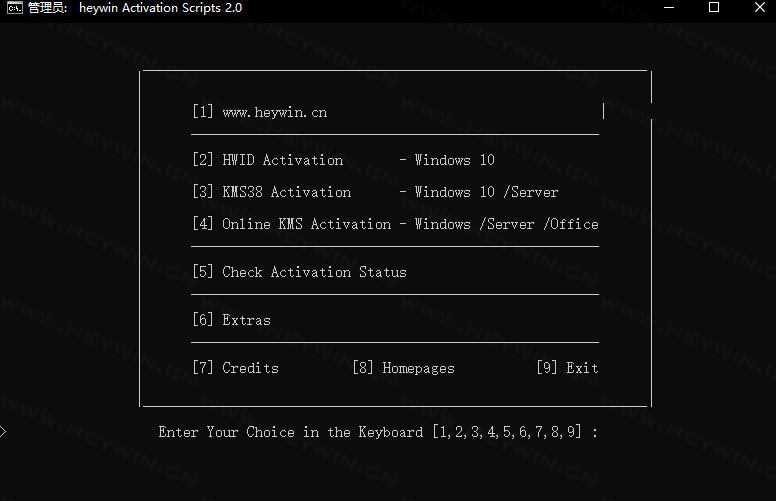 管理员: heywin Activation Scripts 2.0
[1] www.heywin.cn
[2] HWID Activation - Windows 10
[3] KMS38 Activation - Windows 10 /Server
[4] Online KMS Activation - Windows /Server /Office
[5] Check Activation Status
[6] Extras
[7] Credits [8] Homepages [9] Exit
Enter Your Choice in the Keyboard [1,2,3,4,5,6,7,8,9] :
WWW.HEYWIN.CN